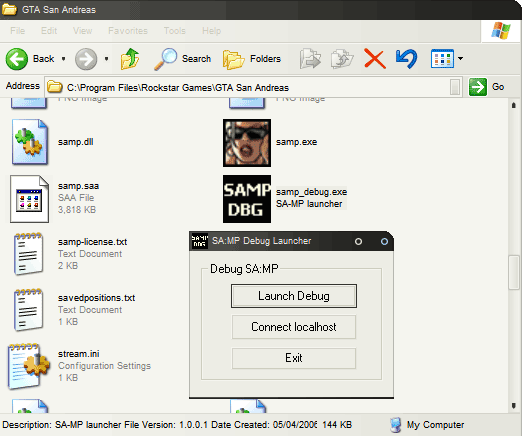 GTA San Andreas
File Edit View Favorites Tools Help
Back Search Folders
Address C:\Program Files\Rockstar Games\GTA San Andreas Go
PNG Image
samp.dll
samp.exe
samp.saa
SAA File
3,818 KB
SAMP
DBG
samp_debug.exe
SA-MP launcher
samp-license.txt
Text Document
2 KB
SAMP
DBG
SA:MP Debug Launcher
Debug SA:MP
Launch Debug
Connect localhost
Exit
savedpositions.txt
Text Document
1 KB
stream.ini
Configuration Settings
1 KB
Description: SA-MP launcher File Version: 1.0.0.1 Date Created: 05/04/2006 144 KB My Computer